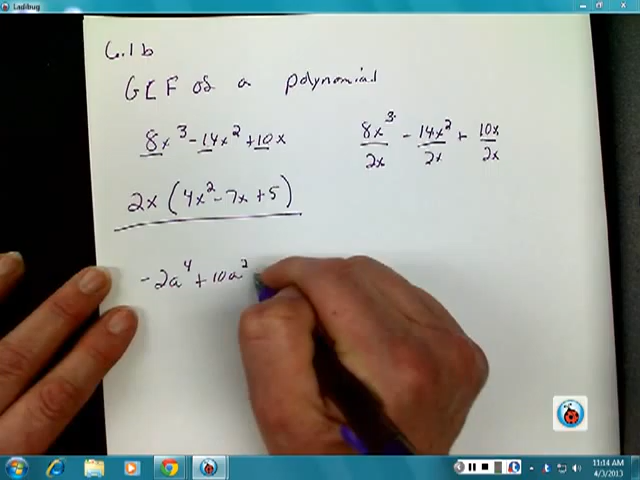 Ladibug
6.1b
GCF of a polynomial
8x³ - 14x² + 10x
8x³/2x - 14x²/2x + 10x/2x
2x (4x² - 7x + 5)
-2a⁴ + 10a²
11:14 AM
4/3/2013